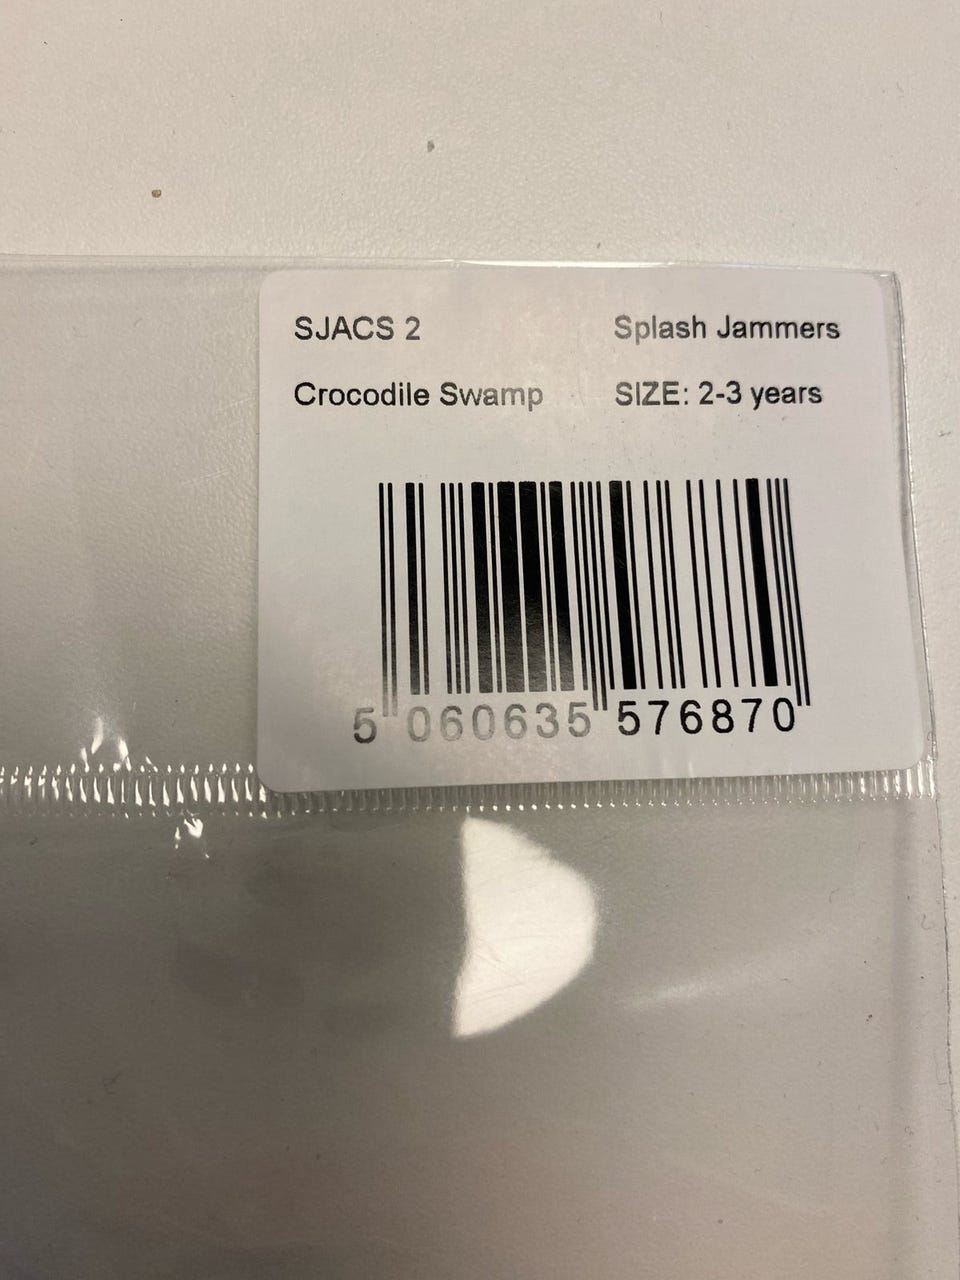 SJACS 2 Splash Jammers
Crocodile Swamp SIZE: 2-3 years
5 060635 576870